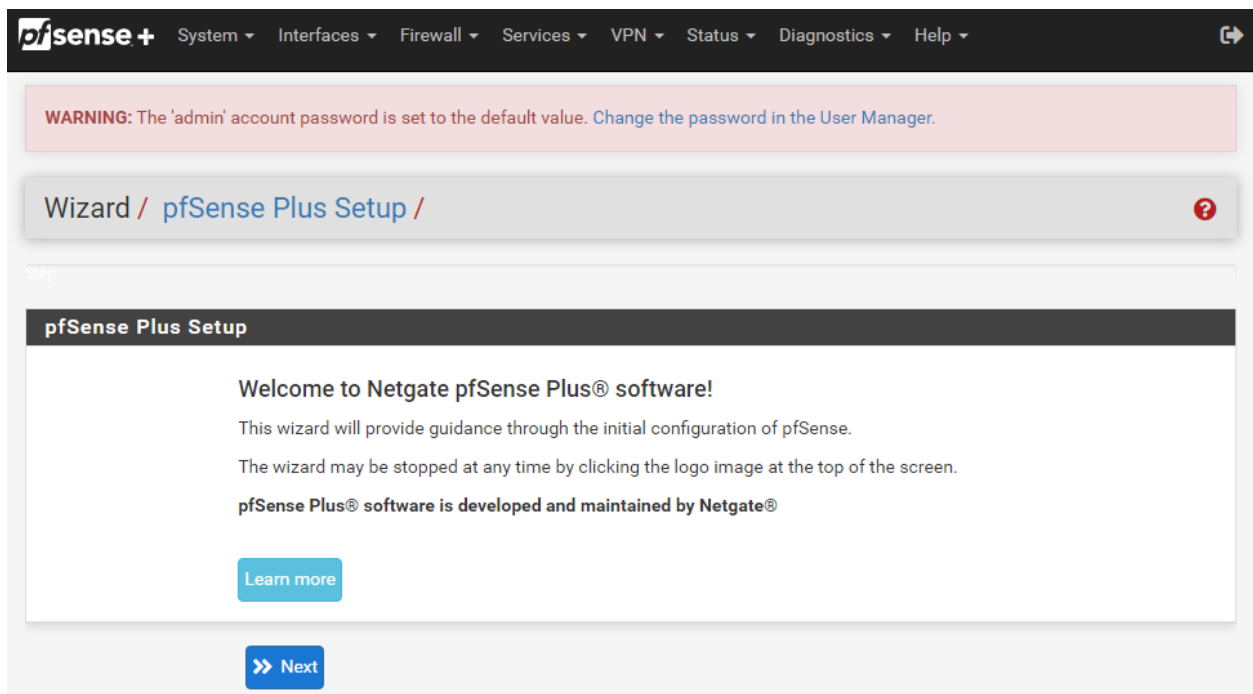 pfsense+ System Interfaces Firewall Services VPN Status Diagnostics Help
WARNING: The 'admin' account password is set to the default value. Change the password in the User Manager.
Wizard / pfSense Plus Setup /
Step
pfSense Plus Setup
Welcome to Netgate pfSense Plus® software!
This wizard will provide guidance through the initial configuration of pfSense.
The wizard may be stopped at any time by clicking the logo image at the top of the screen.
pfSense Plus® software is developed and maintained by Netgate®
Learn more
Next